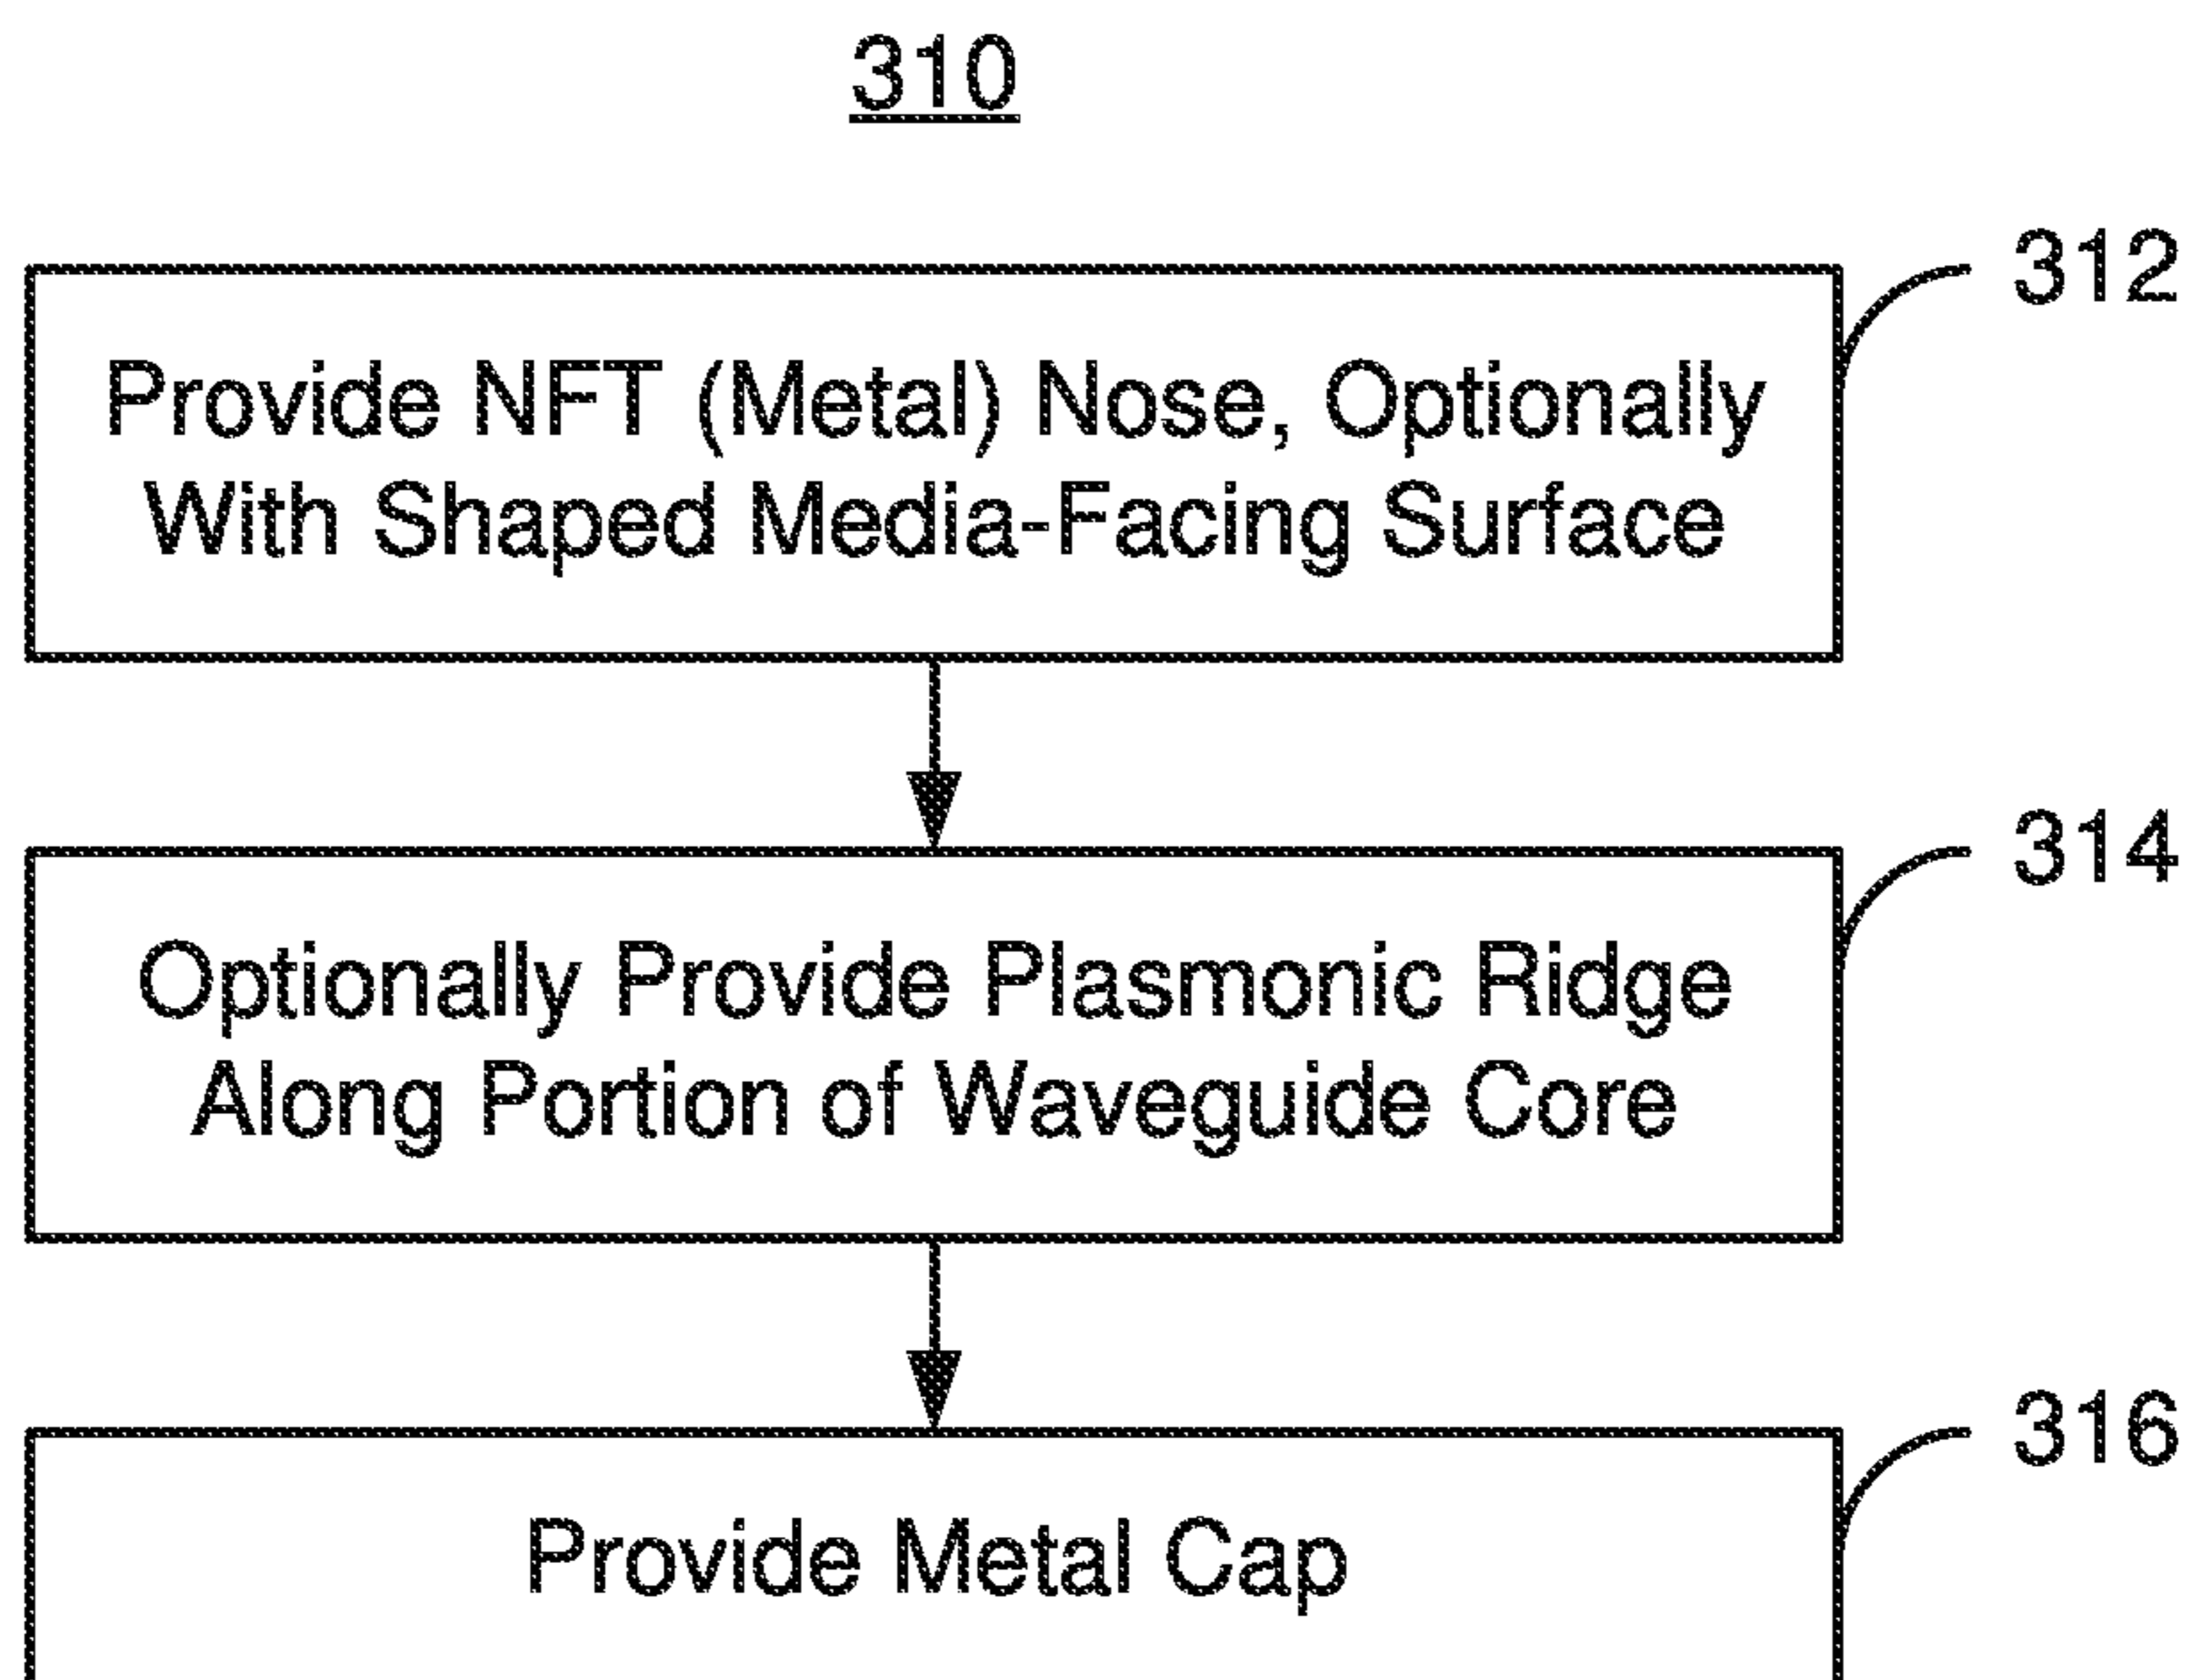 310
312
Provide NFT (Metal) Nose, Optionally
With Shaped Media-Facing Surface
314
Optionally Provide Plasmonic Ridge
Along Portion of Waveguide Core
316
Provide Metal Cap